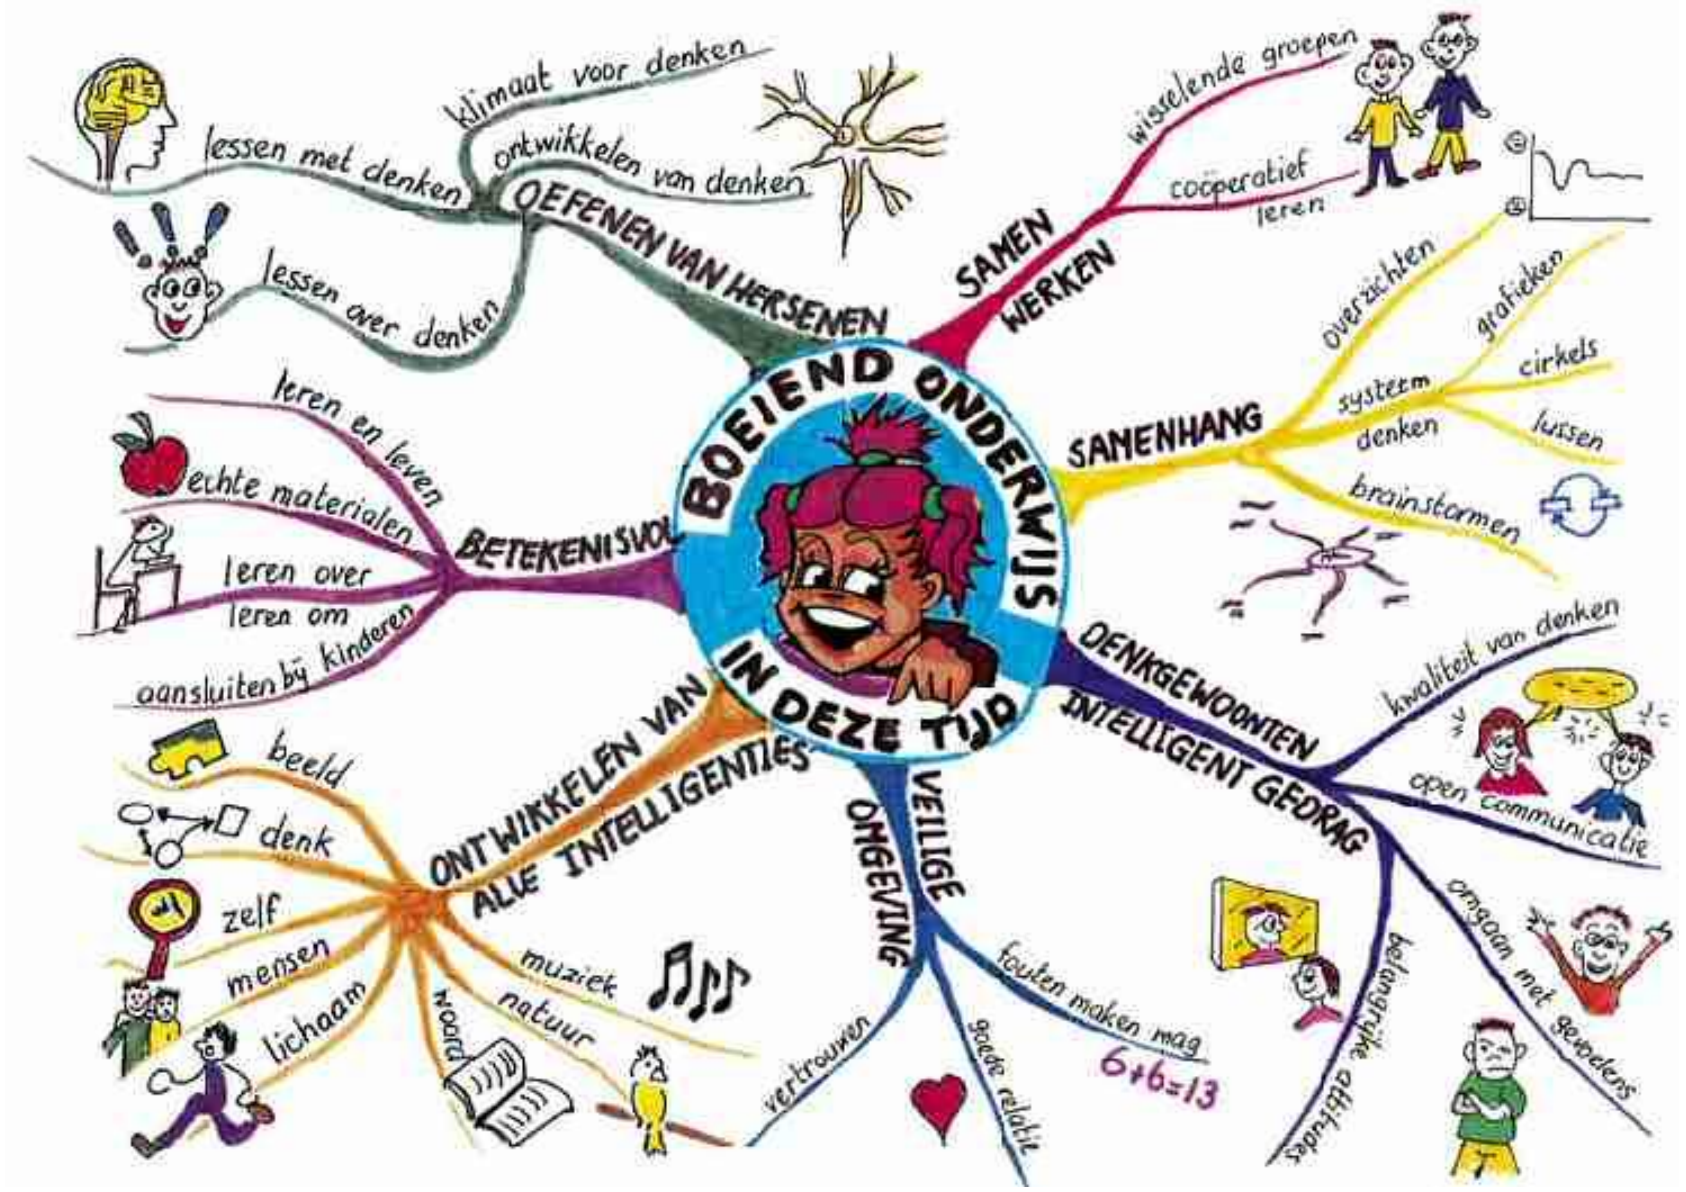 BOEIEND ONDERWIJS
IN DEZE TIJD
SAMEN
WERKEN
wisselende groepen
coöperatief
leren
SAMENHANG
overzichten
systeem
denken
grafieken
cirkels
lussen
brainstormen
DENKGEWOONTEN
INTELLIGENT GEDRAG
kwaliteit van denken
open communicatie
omgaan met gevoelens
belangrijke attitudes
VEILIGE
OMGEVING
fouten maken mag
6+6=13
goede relatie
vertrouwen
ONTWIKKELEN VAN
ALLE INTELLIGENTIES
beeld
denk
zelf
mensen
lichaam
woord
natuur
muziek
BETEKENISVOL
leren en leven
echte materialen
leren over
leren om
aansluiten bij kinderen
OEFENEN VAN HERSENEN
klimaat voor denken
ontwikkelen van denken
lessen met denken
lessen over denken